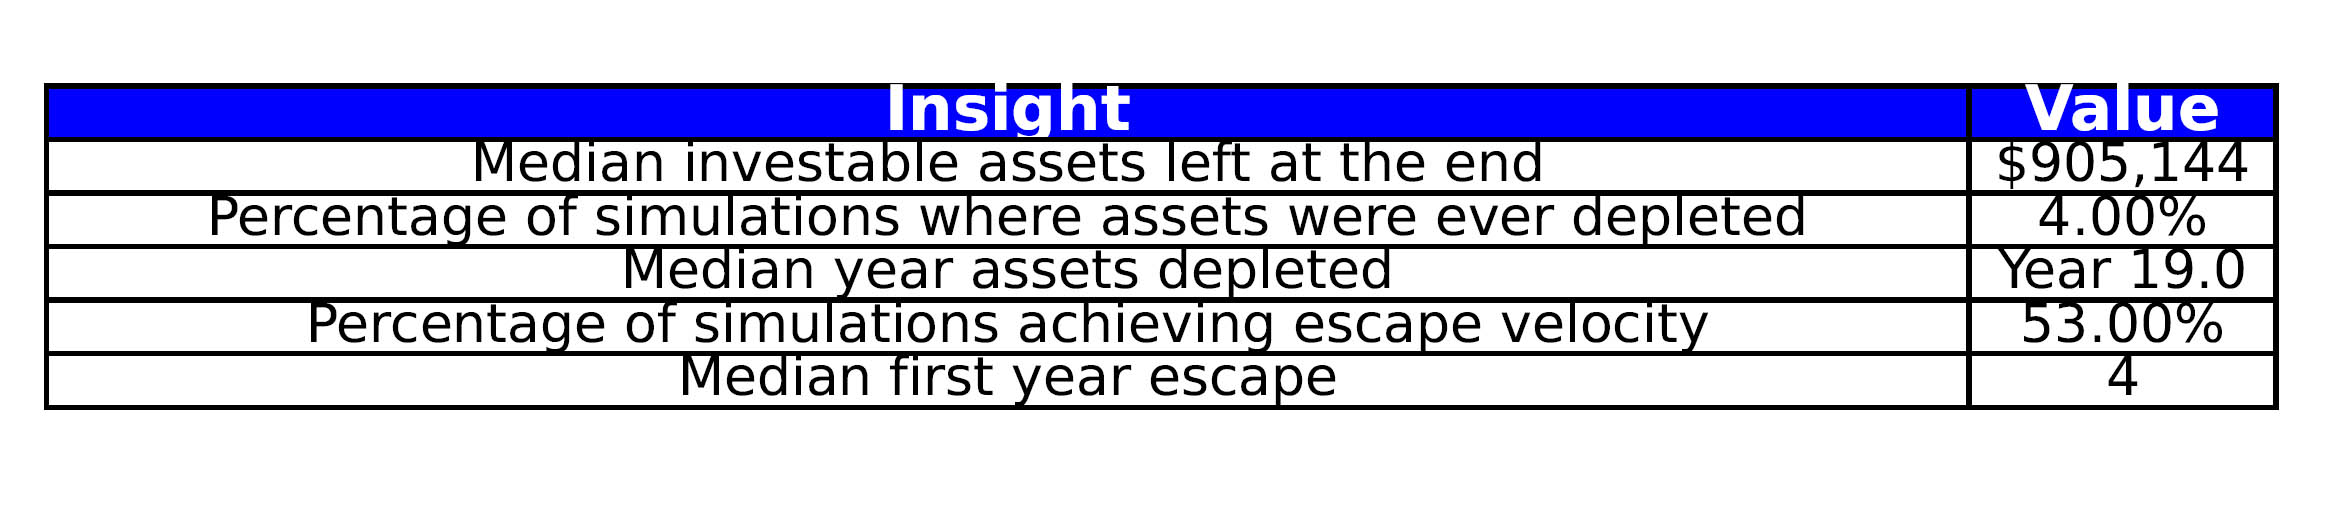 Insight Value
Median investable assets left at the end $905,144
Percentage of simulations where assets were ever depleted 4.00%
Median year assets depleted Year 19.0
Percentage of simulations achieving escape velocity 53.00%
Median first year escape 4